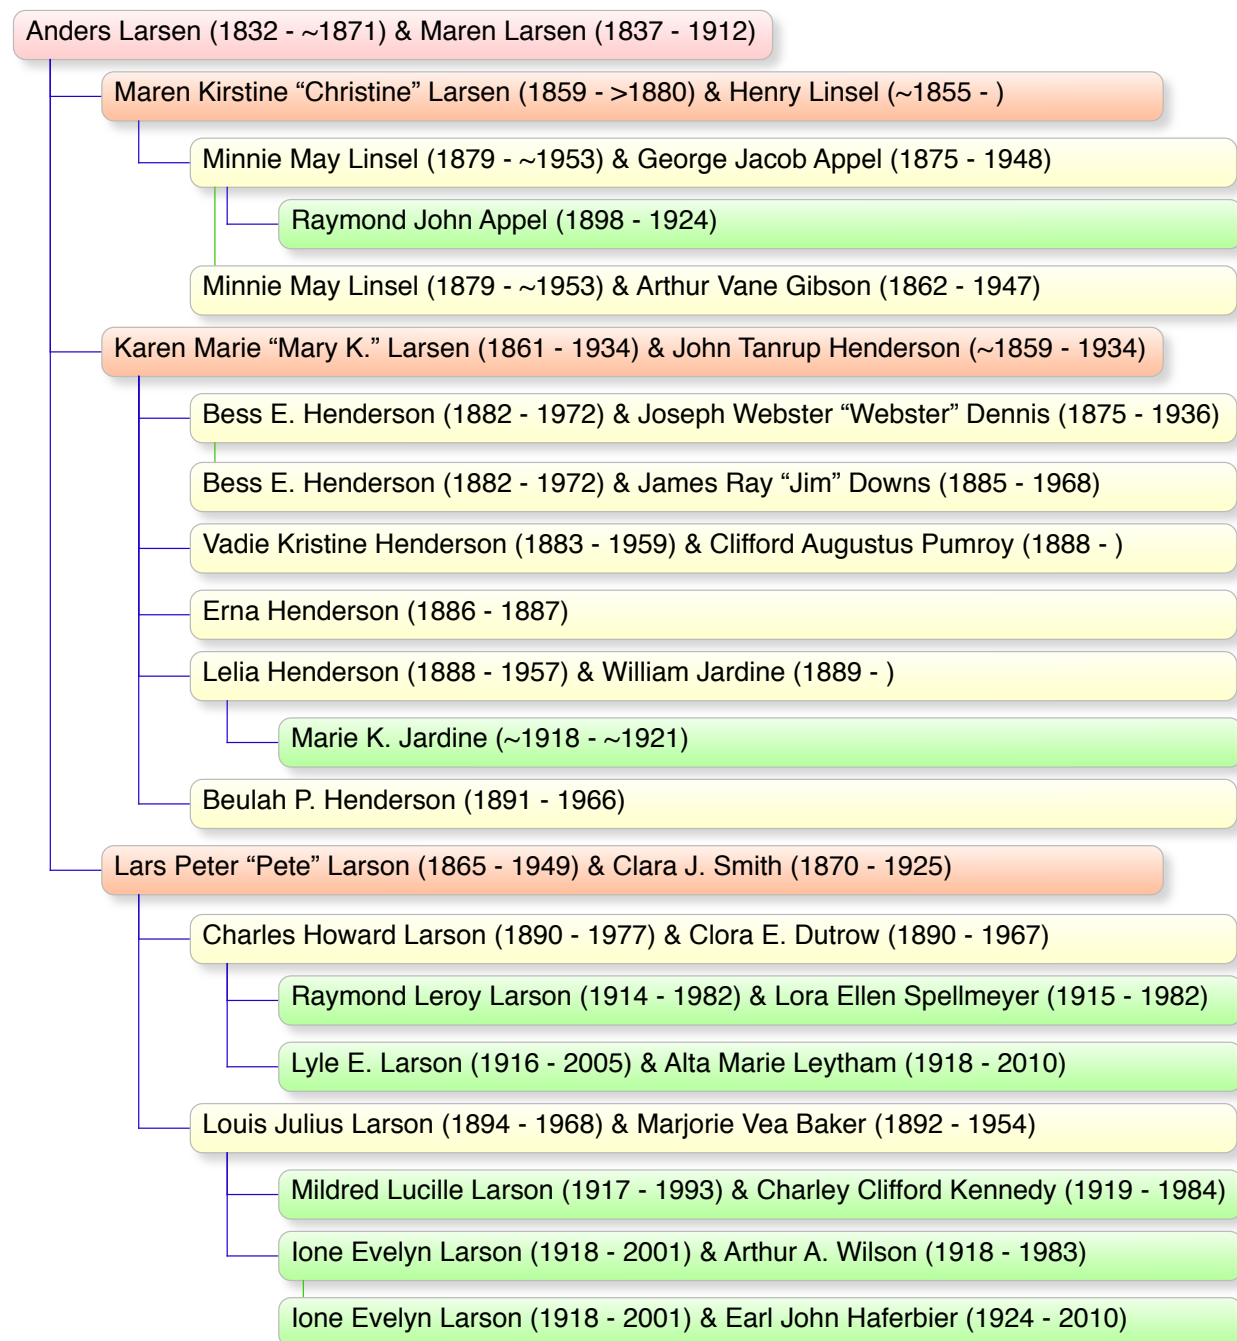 Anders Larsen (1832 - ~1871) & Maren Larsen (1837 - 1912)
Maren Kirstine “Christine” Larsen (1859 - >1880) & Henry Linsel (~1855 - )
Minnie May Linsel (1879 - ~1953) & George Jacob Appel (1875 - 1948)
Raymond John Appel (1898 - 1924)
Minnie May Linsel (1879 - ~1953) & Arthur Vane Gibson (1862 - 1947)
Karen Marie “Mary K.” Larsen (1861 - 1934) & John Tanrup Henderson (~1859 - 1934)
Bess E. Henderson (1882 - 1972) & Joseph Webster “Webster” Dennis (1875 - 1936)
Bess E. Henderson (1882 - 1972) & James Ray “Jim” Downs (1885 - 1968)
Vadie Kristine Henderson (1883 - 1959) & Clifford Augustus Pumroy (1888 - )
Erna Henderson (1886 - 1887)
Lelia Henderson (1888 - 1957) & William Jardine (1889 - )
Marie K. Jardine (~1918 - ~1921)
Beulah P. Henderson (1891 - 1966)
Lars Peter “Pete” Larson (1865 - 1949) & Clara J. Smith (1870 - 1925)
Charles Howard Larson (1890 - 1977) & Clora E. Dutrow (1890 - 1967)
Raymond Leroy Larson (1914 - 1982) & Lora Ellen Spellmeyer (1915 - 1982)
Lyle E. Larson (1916 - 2005) & Alta Marie Leytham (1918 - 2010)
Louis Julius Larson (1894 - 1968) & Marjorie Vea Baker (1892 - 1954)
Mildred Lucille Larson (1917 - 1993) & Charley Clifford Kennedy (1919 - 1984)
Ione Evelyn Larson (1918 - 2001) & Arthur A. Wilson (1918 - 1983)
Ione Evelyn Larson (1918 - 2001) & Earl John Haferbier (1924 - 2010)